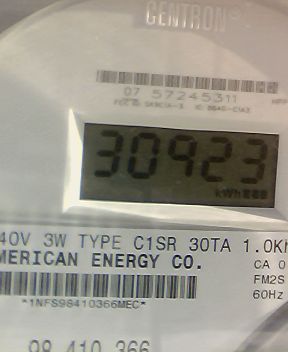 CENTRON®
07 57245311
30923
kWh
40V 3W TYPE C1SR 30TA 1.0Kh
MERICAN ENERGY CO.
CA 0
FM2S
60Hz
*1NFS98410366MEC*
98 410 366